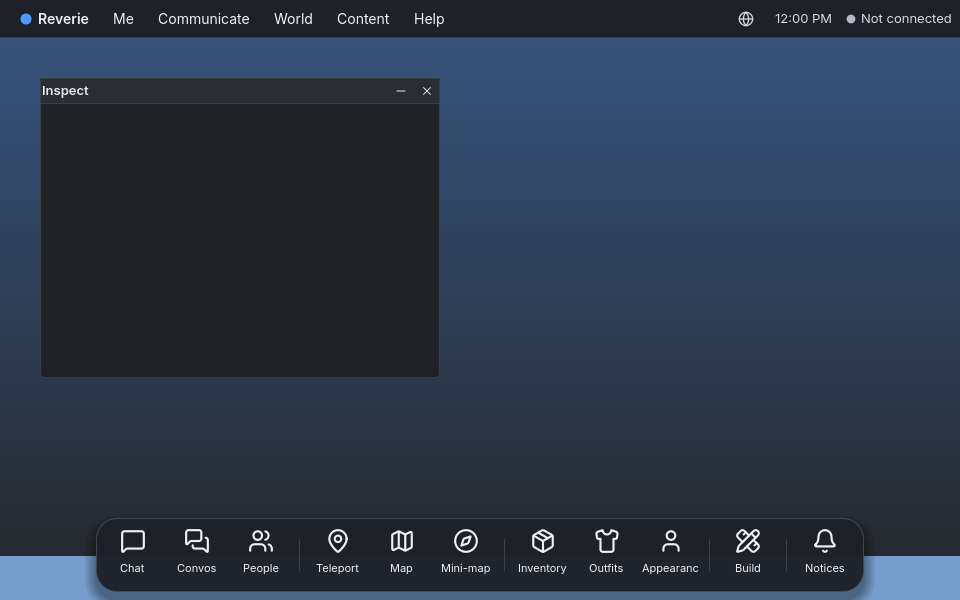 Reverie Me Communicate World Content Help 12:00 PM Not connected
Inspect
Chat Convos People Teleport Map Mini-map Inventory Outfits Appearanc Build Notices